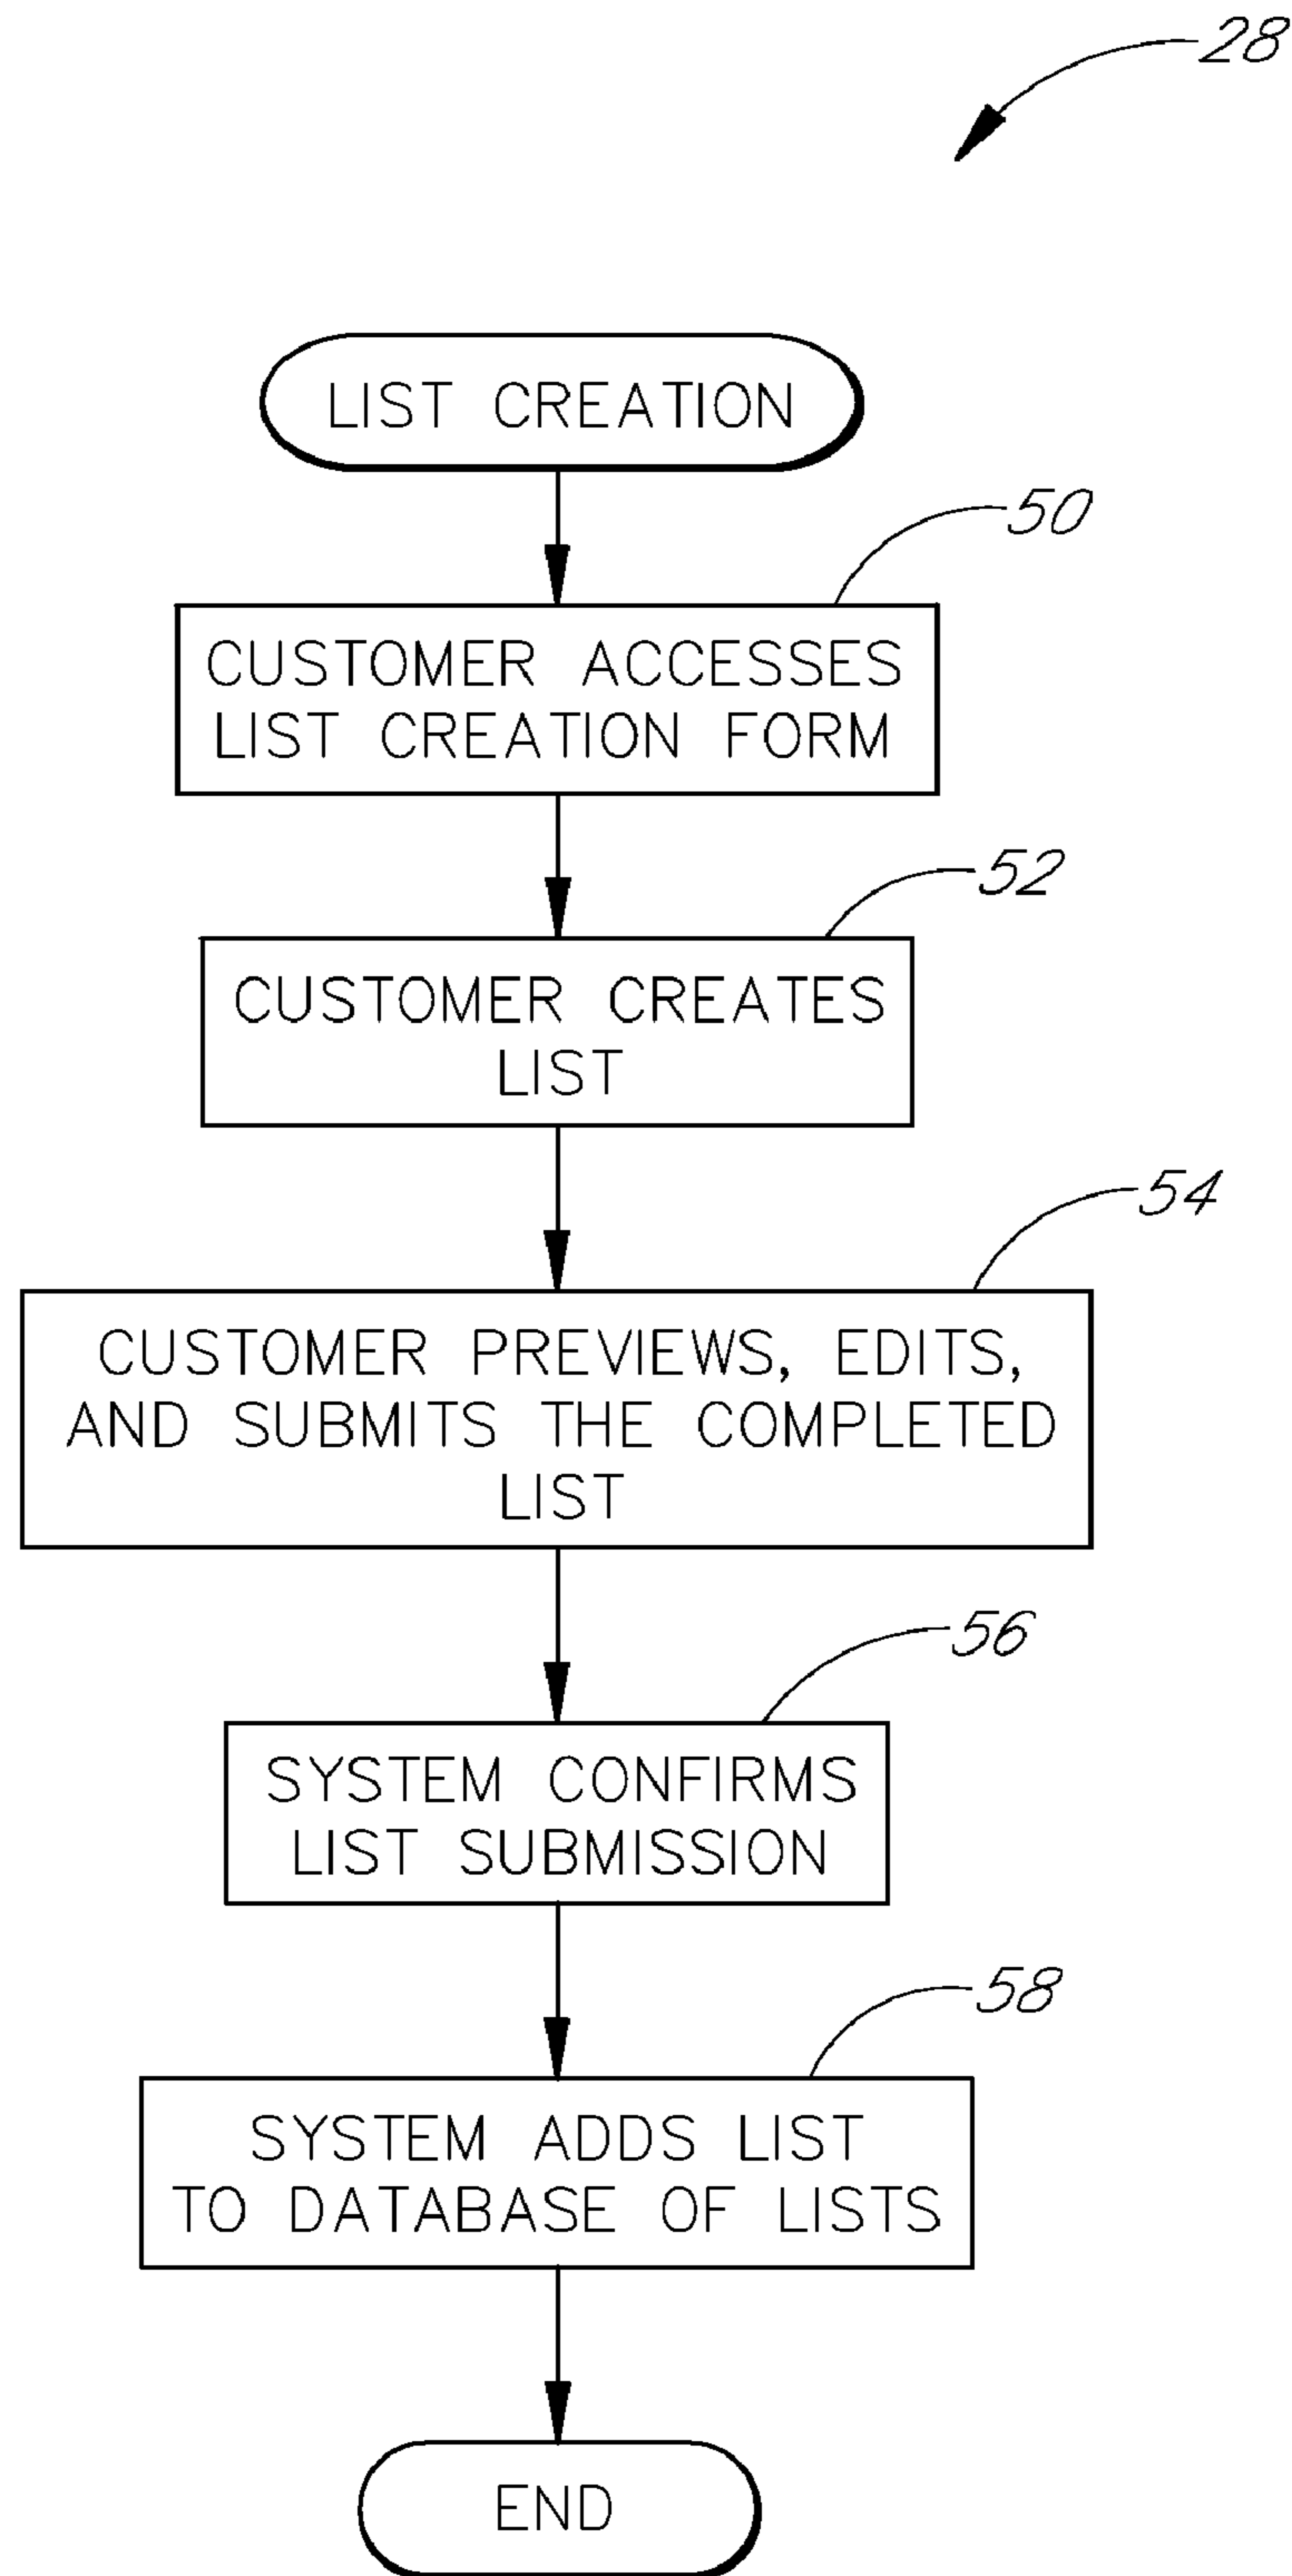 28
LIST CREATION
50
CUSTOMER ACCESSES
LIST CREATION FORM
52
CUSTOMER CREATES
LIST
54
CUSTOMER PREVIEWS, EDITS,
AND SUBMITS THE COMPLETED
LIST
56
SYSTEM CONFIRMS
LIST SUBMISSION
58
SYSTEM ADDS LIST
TO DATABASE OF LISTS
END